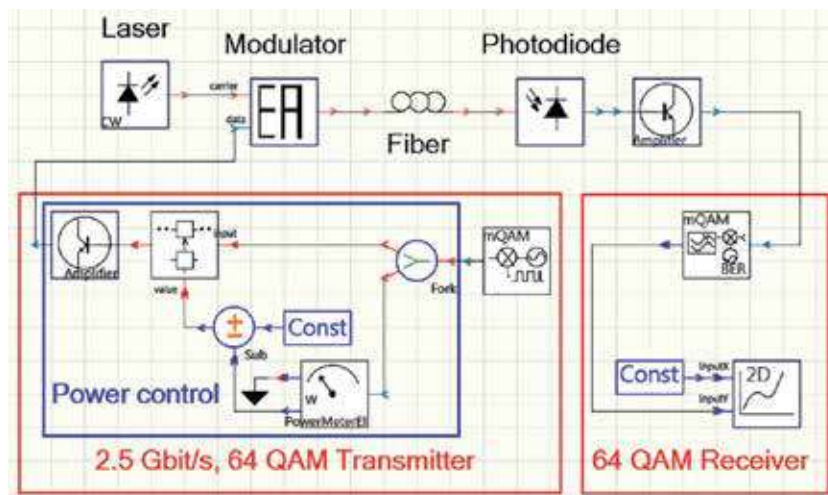 Laser
Modulator
Photodiode
carrier
CW
data
EA
Fiber
Amplifier
Amplifier
input
value
mQAM
Fork
mQAM
BER
Const
Sub
Power control
W
PowerMeterEl
Const
InputX
InputY
2D
2.5 Gbit/s, 64 QAM Transmitter
64 QAM Receiver